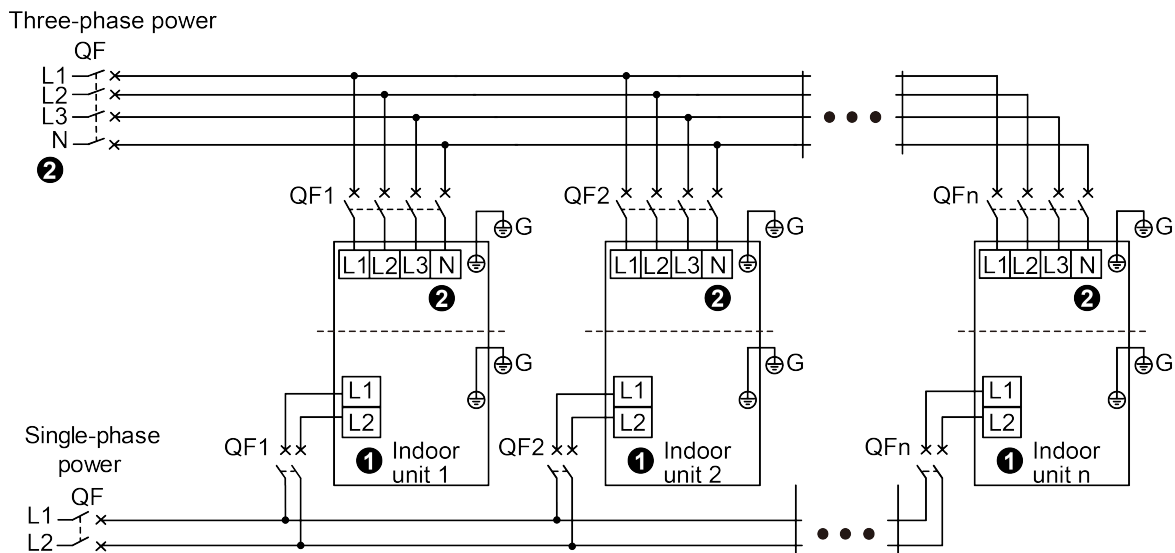 Three-phase power
QF
L1
L2
L3
N
2
QF1
QF2
QFn
G
G
G
L1 L2 L3 N
L1 L2 L3 N
L1 L2 L3 N
2
2
2
G
G
G
L1
L2
L1
L2
L1
L2
Single-phase
power
QF1
1 Indoor
unit 1
QF2
1 Indoor
unit 2
QFn
1 Indoor
unit n
QF
L1
L2